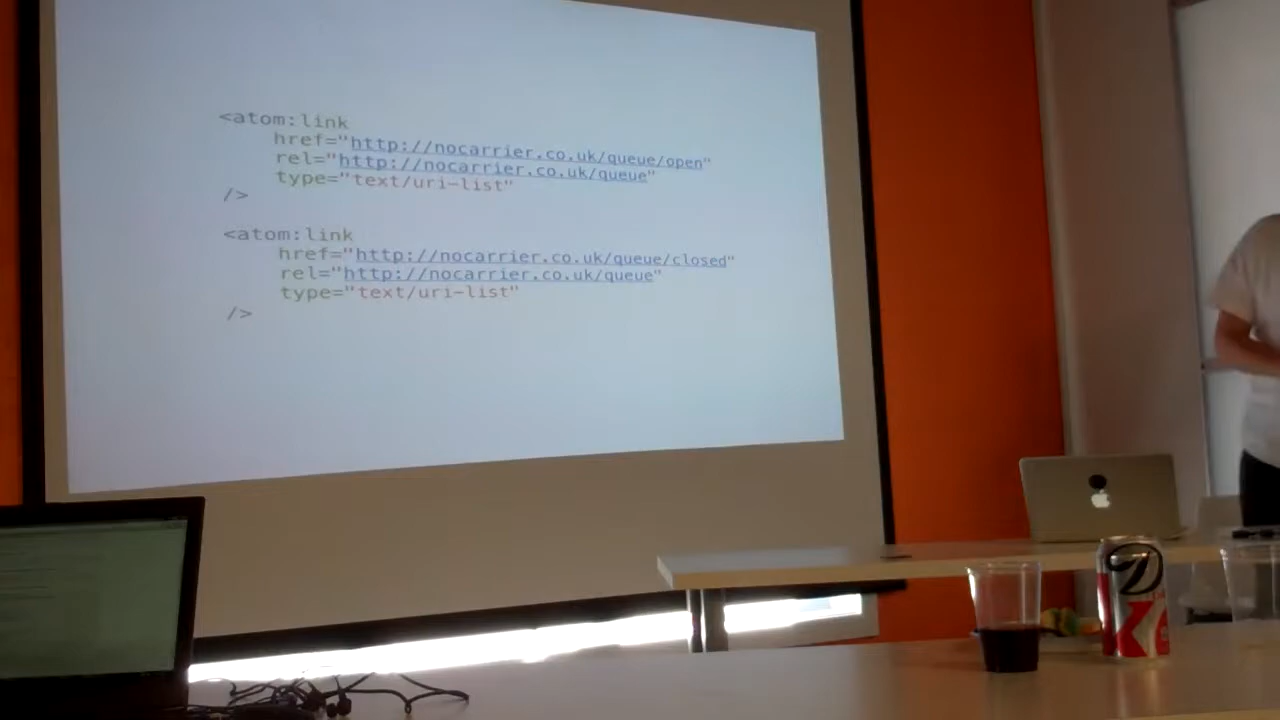 <atom:link
href="http://nocarrier.co.uk/queue/open"
rel="http://nocarrier.co.uk/queue"
type="text/uri-list"
/>
<atom:link
href="http://nocarrier.co.uk/queue/closed"
rel="http://nocarrier.co.uk/queue"
type="text/uri-list"
/>